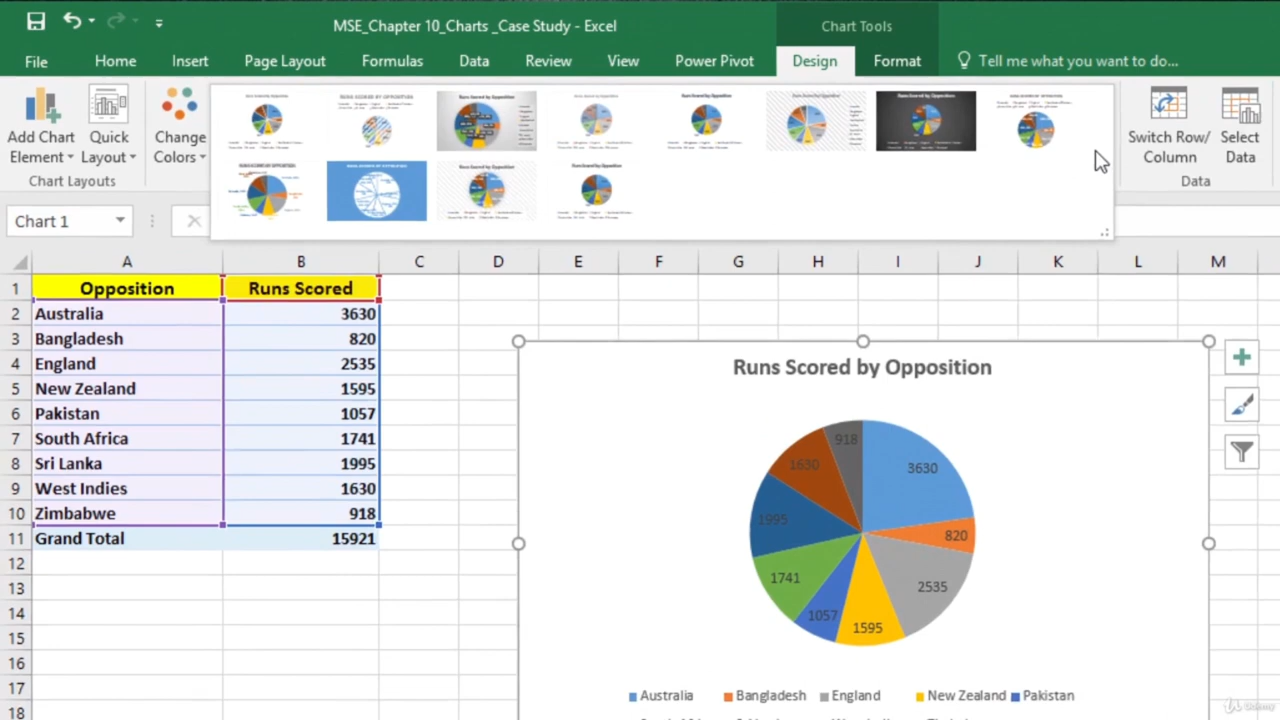 MSE_Chapter 10_Charts _Case Study - Excel
Chart Tools
File Home Insert Page Layout Formulas Data Review View Power Pivot Design Format Tell me what you want to do...
Add Chart Element
Quick Layout
Change Colors
Switch Row/ Column
Select Data
Chart Layouts
Data
Chart 1
A B C D E F G H I J K L M
1 Opposition Runs Scored
2 Australia 3630
3 Bangladesh 820
4 England 2535
5 New Zealand 1595
6 Pakistan 1057
7 South Africa 1741
8 Sri Lanka 1995
9 West Indies 1630
10 Zimbabwe 918
11 Grand Total 15921
12
13
14
15
16
17
18
Runs Scored by Opposition
918
3630
1630
1995
820
1741
2535
1057
1595
Australia Bangladesh England New Zealand Pakistan
Udemy